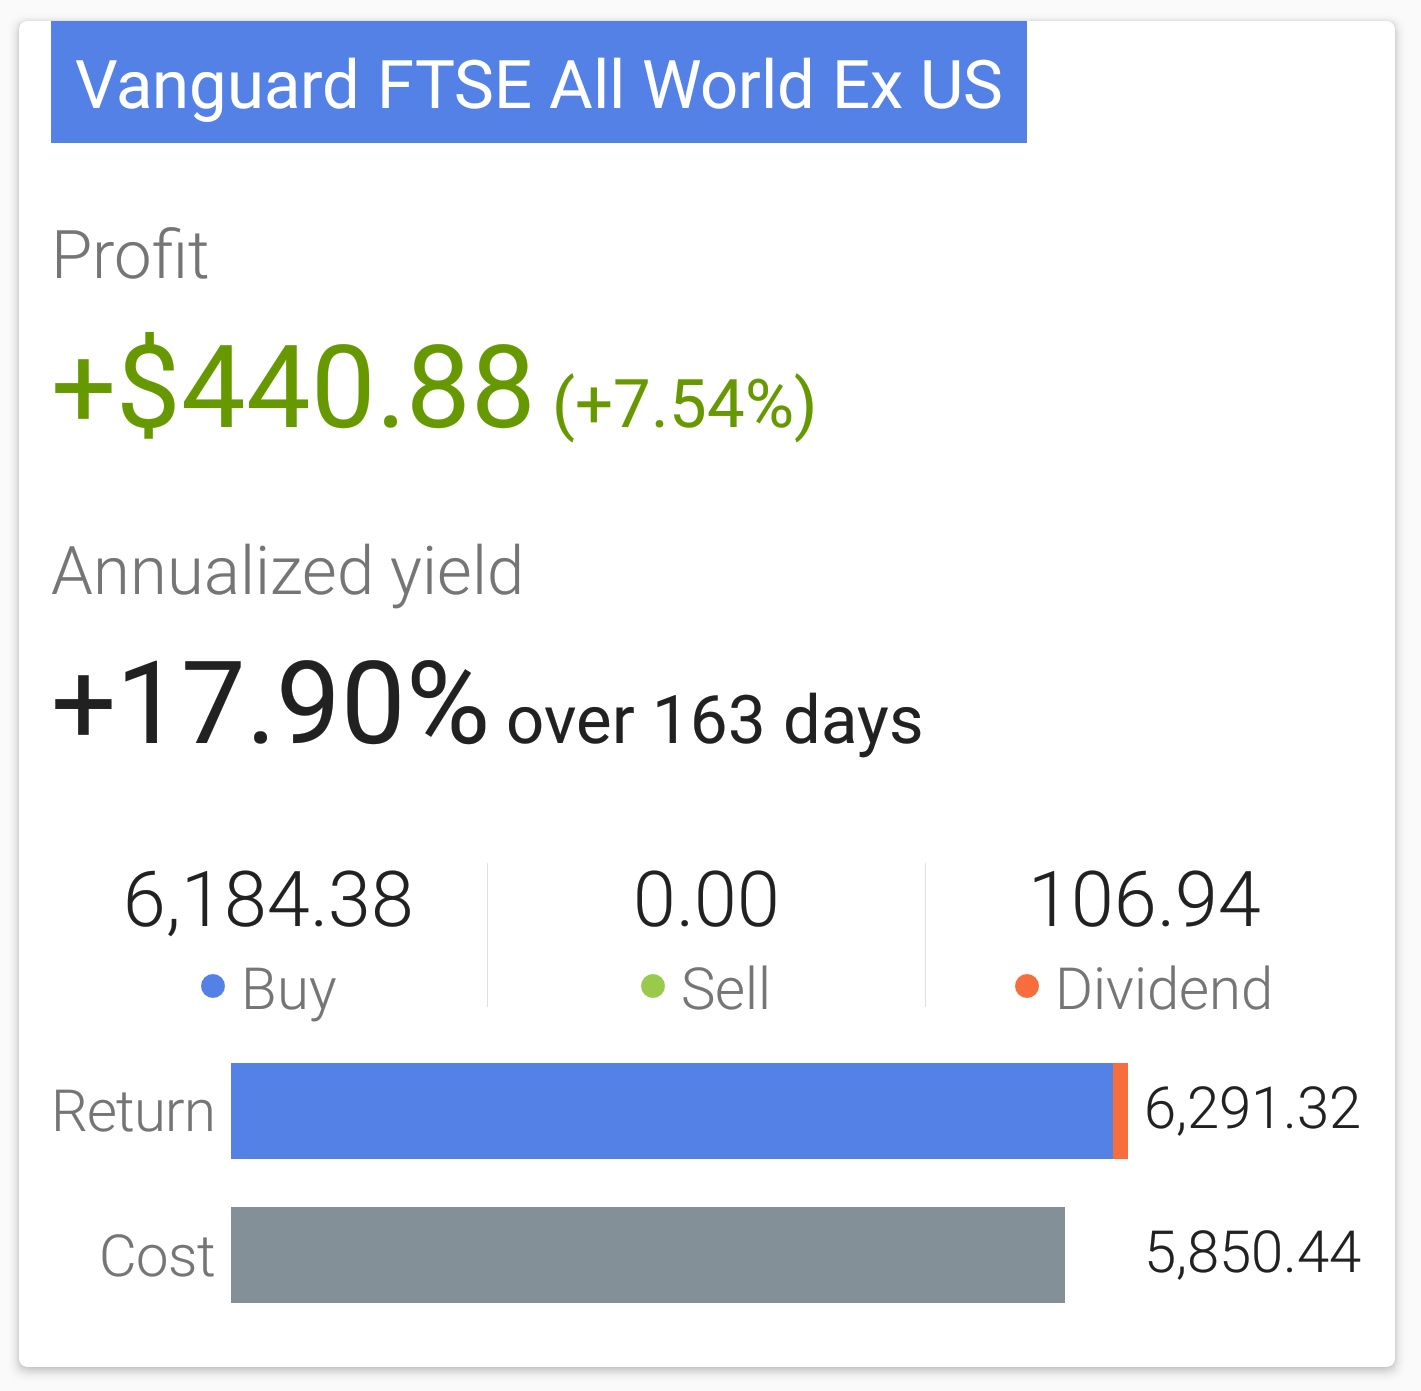 Vanguard FTSE All World Ex US
Profit
+$440.88 (+7.54%)
Annualized yield
+17.90% over 163 days
6,184.38 0.00 106.94
Buy Sell Dividend
Return 6,291.32
Cost 5,850.44